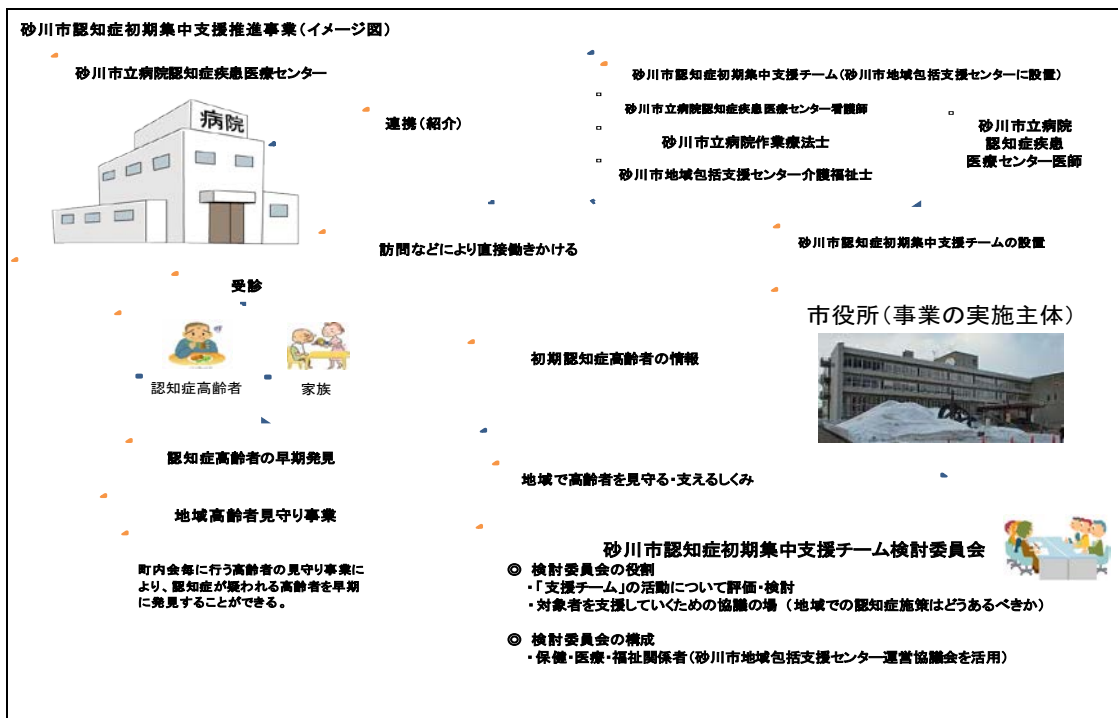 砂川市認知症初期集中支援推進事業（イメージ図）
砂川市立病院認知症疾患医療センター
病院
連携（紹介）
砂川市認知症初期集中支援チーム（砂川市地域包括支援センターに設置）
砂川市立病院認知症疾患医療センター看護師
砂川市立病院作業療法士
砂川市地域包括支援センター介護福祉士
砂川市立病院
認知症疾患
医療センター医師
訪問などにより直接働きかける
砂川市認知症初期集中支援チームの設置
受診
市役所（事業の実施主体）
初期認知症高齢者の情報
認知症高齢者
家族
認知症高齢者の早期発見
地域で高齢者を見守る・支えるしくみ
地域高齢者見守り事業
町内会毎に行う高齢者の見守り事業に
より、認知症が疑われる高齢者を早期
に発見することができる。
砂川市認知症初期集中支援チーム検討委員会
◎ 検討委員会の役割
・「支援チーム」の活動について評価・検討
・対象者を支援していくための協議の場 （地域での認知症施策はどうあるべきか）
◎ 検討委員会の構成
・保健・医療・福祉関係者（砂川市地域包括支援センター運営協議会を活用）